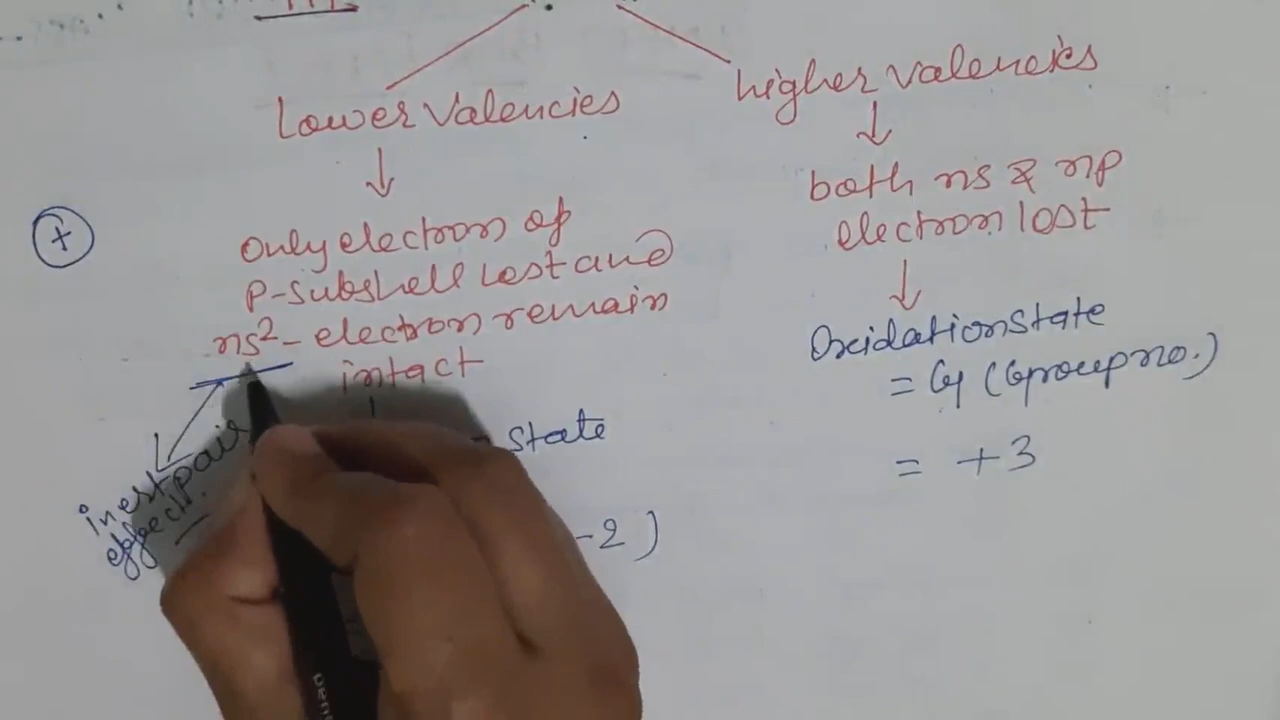 Lower Valencies
↓
Only electron of
P-subshell lost and
ns²- electron remain
intact
state
-2)
inert pair
effect.
+
higher valencies
↓
both ns & np
electron lost
↓
Oxidation state
= G (Group no.)
= +3